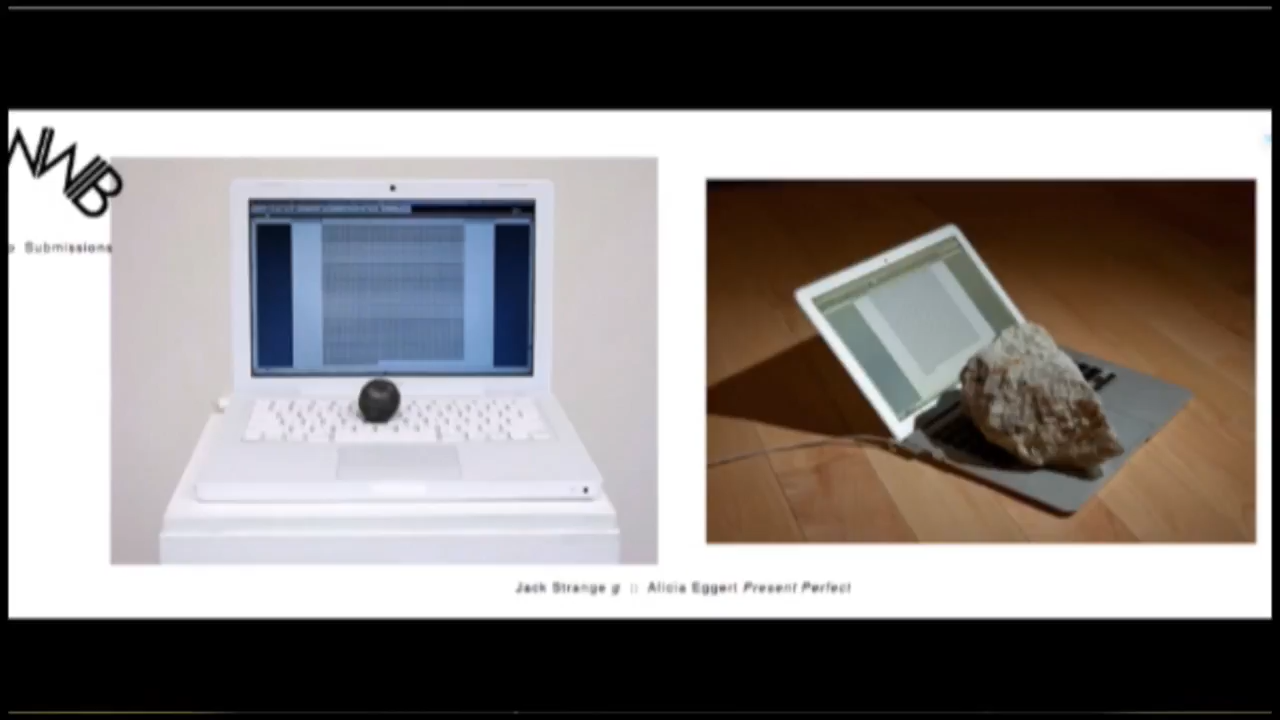 NWB
Submissions
Jack Strange g :: Alicia Eggert Present Perfect